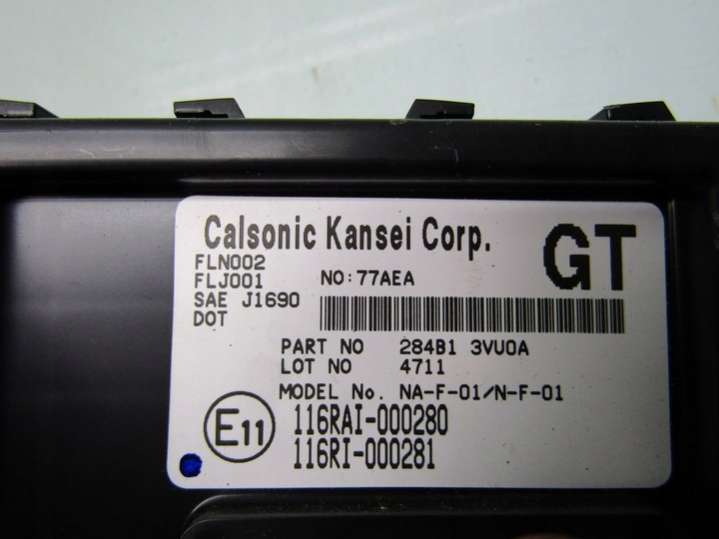 Calsonic Kansei Corp.
GT
FLN002
FLJ001 NO:77AEA
SAE J1690
DOT
PART NO 284B1 3VU0A
LOT NO 4711
MODEL No. NA-F-01/N-F-01
E11
116RAI-000280
116RI-000281